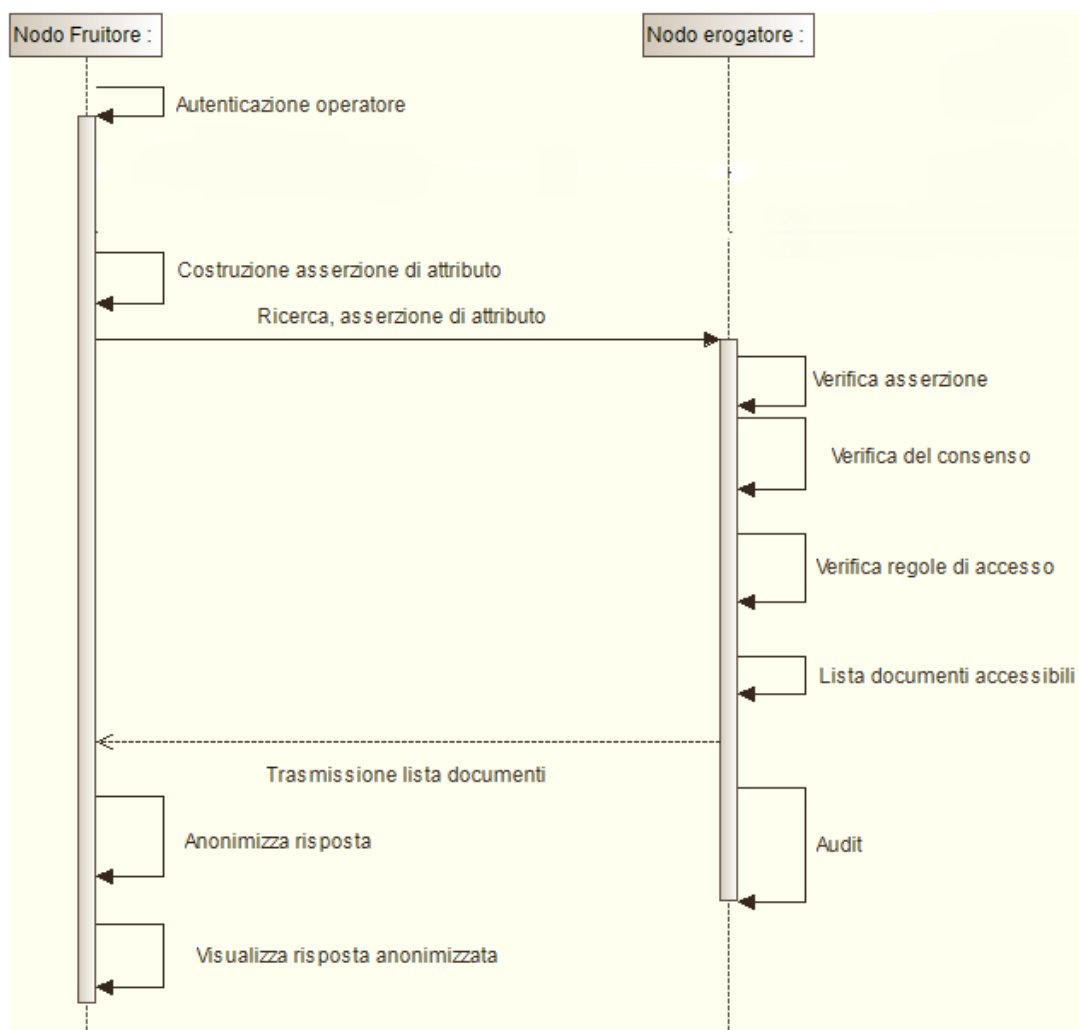 Nodo Fruitore :
Nodo erogatore :
Autenticazione operatore
Costruzione asserzione di attributo
Ricerca, asserzione di attributo
Verifica asserzione
Verifica del consenso
Verifica regole di accesso
Lista documenti accessibili
Trasmissione lista documenti
Anonimizza risposta
Audit
Visualizza risposta anonimizzata